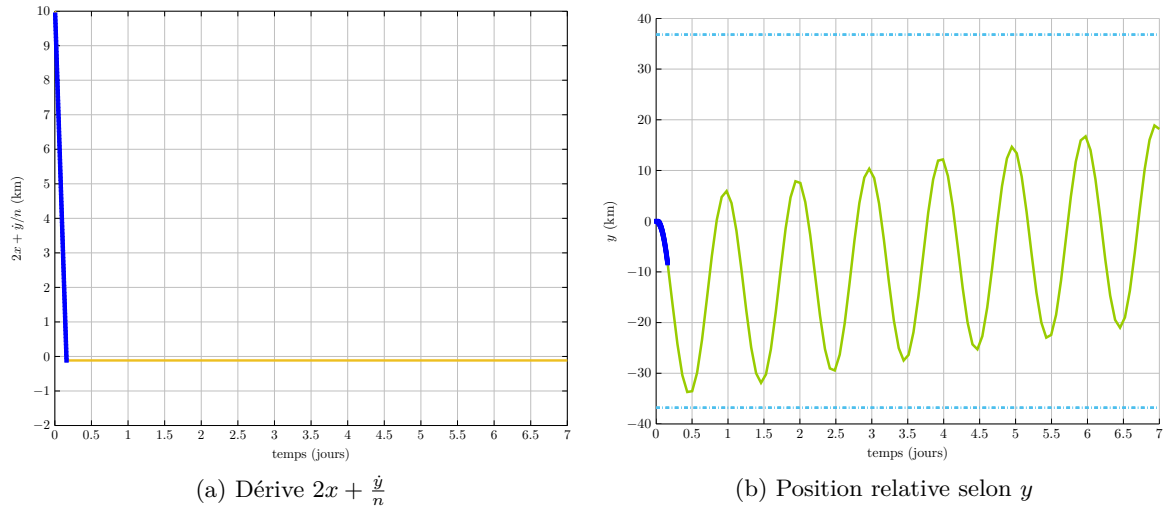 10
9
8
7
6
5
4
3
2
1
0
−1
−2
2x + ẏ/n (km)
0 0.5 1 1.5 2 2.5 3 3.5 4 4.5 5 5.5 6 6.5 7
temps (jours)
(a) Dérive 2x + ẏ/n
40
30
20
10
0
−10
−20
−30
−40
y (km)
0 0.5 1 1.5 2 2.5 3 3.5 4 4.5 5 5.5 6 6.5 7
temps (jours)
(b) Position relative selon y